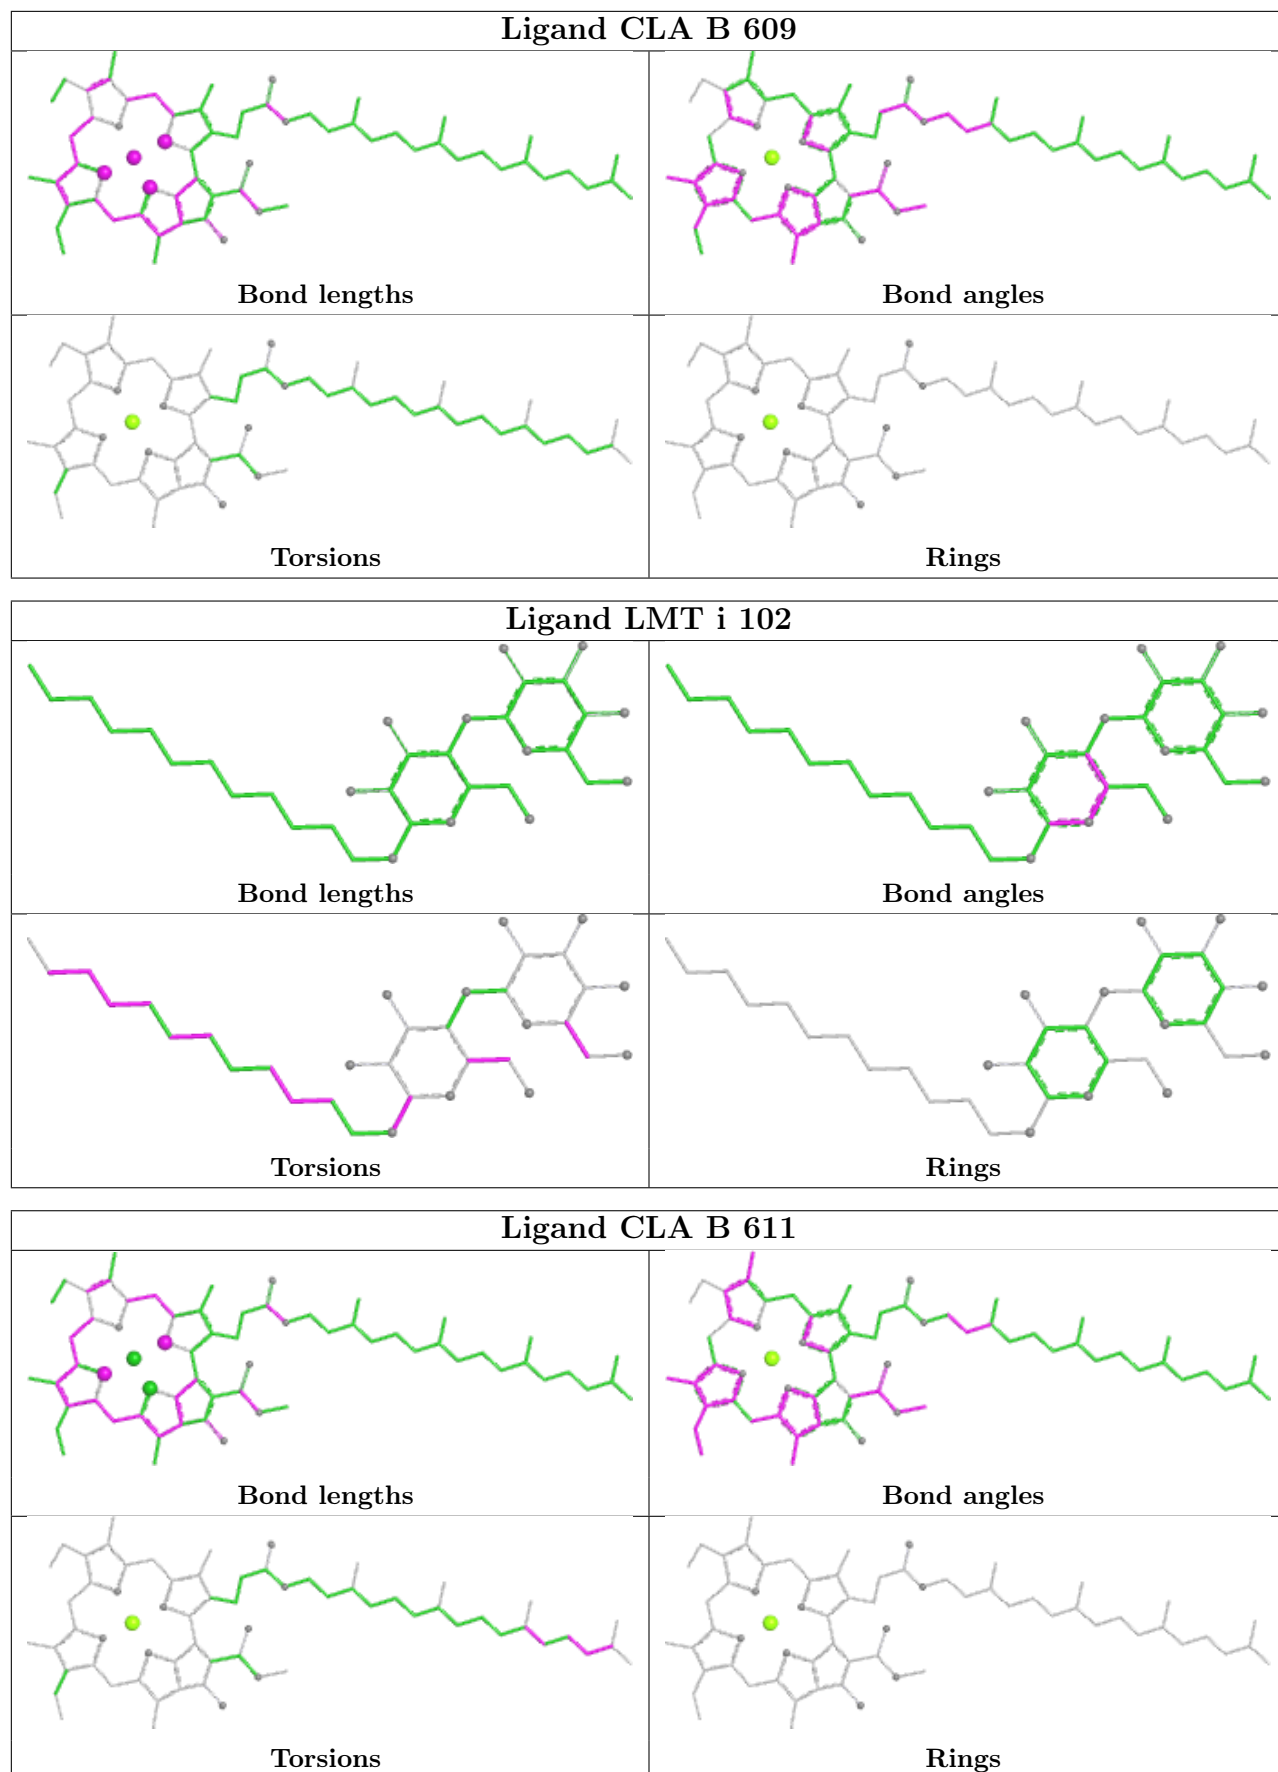 Ligand CLA B 609
Bond lengths
Bond angles
Torsions
Rings
Ligand LMT i 102
Bond lengths
Bond angles
Torsions
Rings
Ligand CLA B 611
Bond lengths
Bond angles
Torsions
Rings